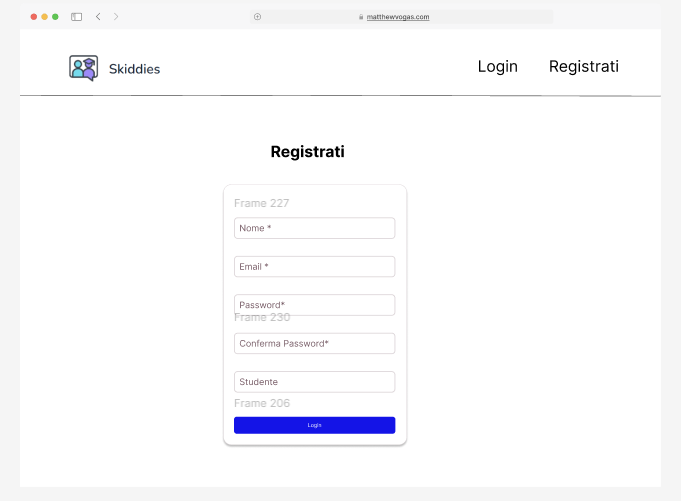 matthewvogas.com
Skiddies
Login Registrati
Registrati
Frame 227
Nome *
Email *
Password*
Frame 230
Conferma Password*
Studente
Frame 206
Login